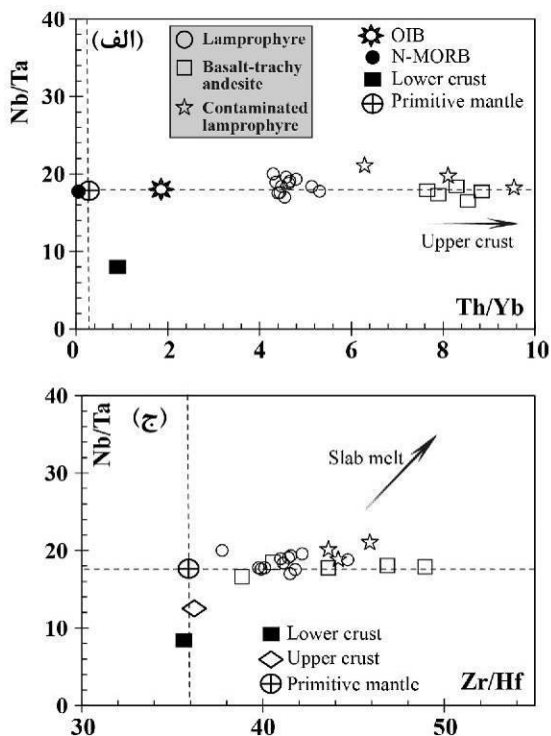 40
(الف)
Lamprophyre
Basalt-trachy
andesite
Contaminated
lamprophyre
OIB
N-MORB
Lower crust
Primitive mantle
Nb/Ta
30
20
10
0
Upper crust
Th/Yb
0 2 4 6 8 10
40
Nb/Ta
(ج)
Slab melt
30
20
10
0
Lower crust
Upper crust
Primitive mantle
Zr/Hf
30 40 50